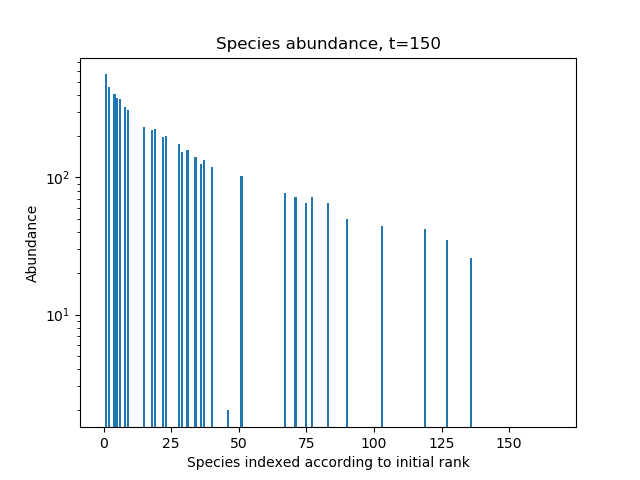 Species abundance, t=150
Abundance
10²
10¹
0 25 50 75 100 125 150
Species indexed according to initial rank